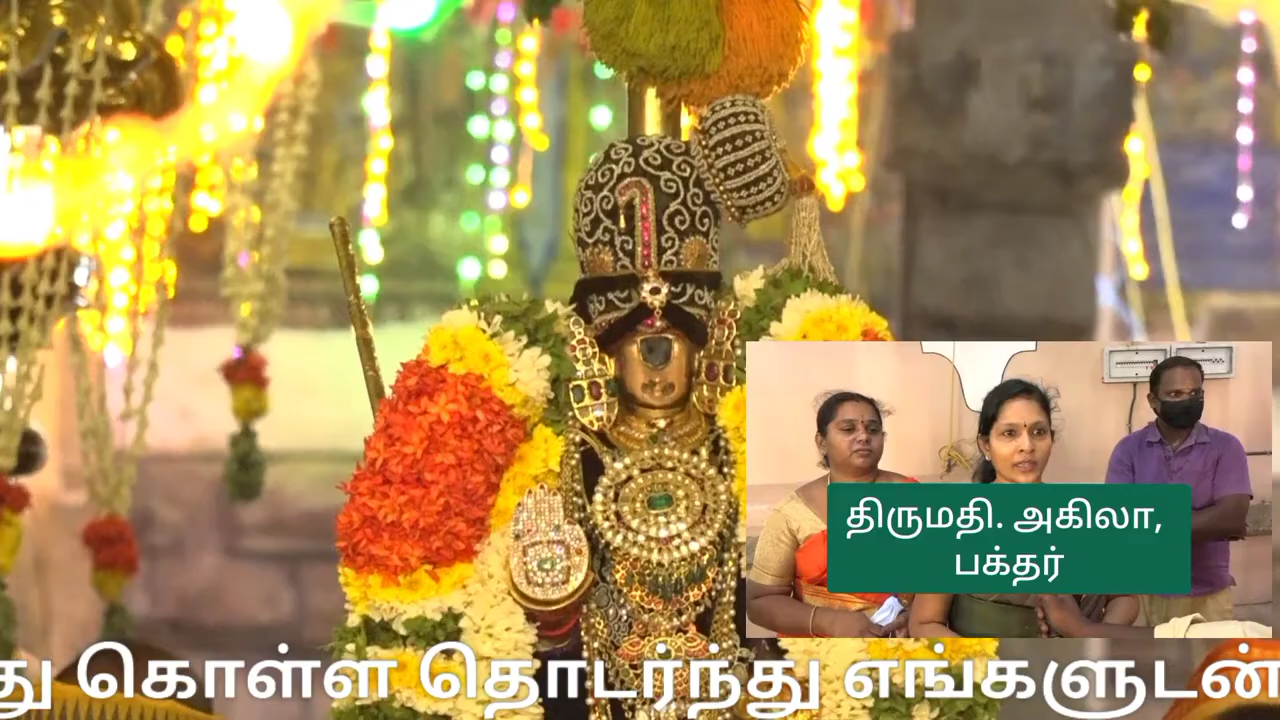 திருமதி. அகிலா,
பக்தர்
து கொள்ள தொடர்ந்து எங்களுடன்